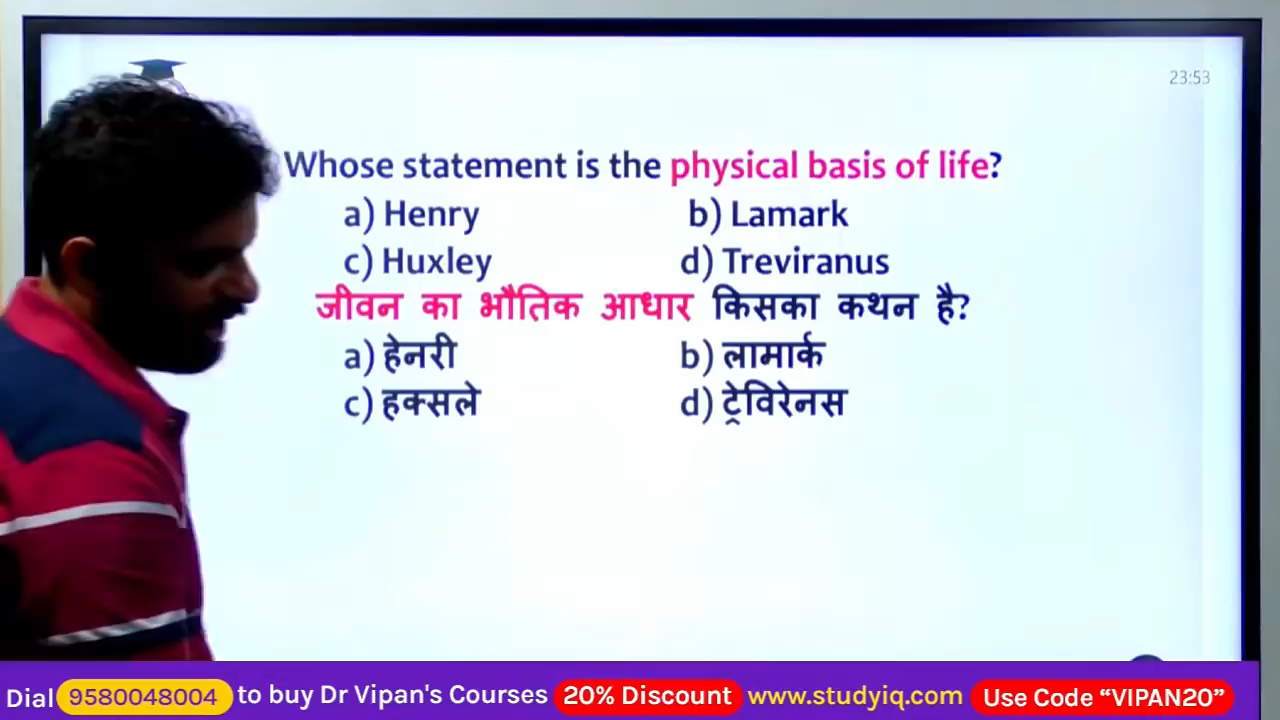 23:53
Whose statement is the physical basis of life?
a) Henry b) Lamark
c) Huxley d) Treviranus
जीवन का भौतिक आधार किसका कथन है?
a) हेनरी b) लामार्क
c) हक्सले d) ट्रेविरेनस
Dial 9580048004 to buy Dr Vipan's Courses 20% Discount www.studyiq.com Use Code “VIPAN20”